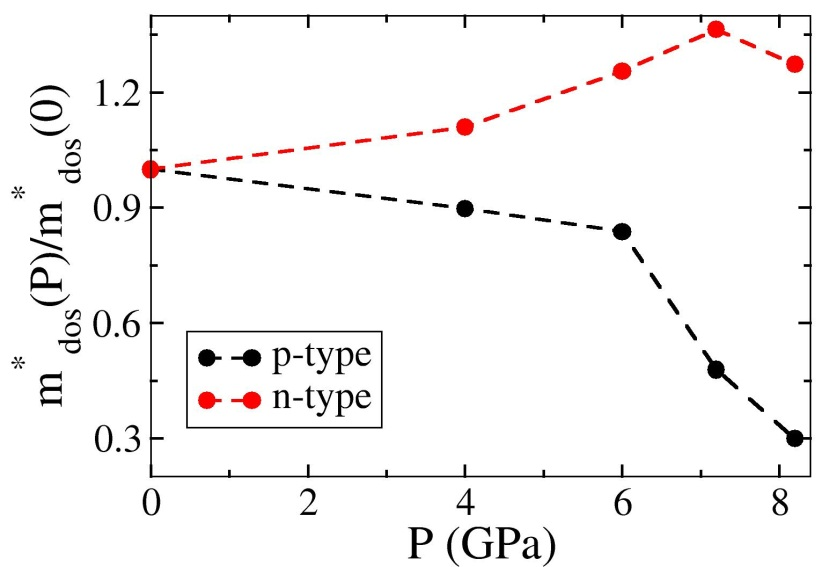 m*dos(P)/m*dos(0)
1.2
0.9
0.6
0.3
p-type
n-type
0 2 4 6 8
P (GPa)